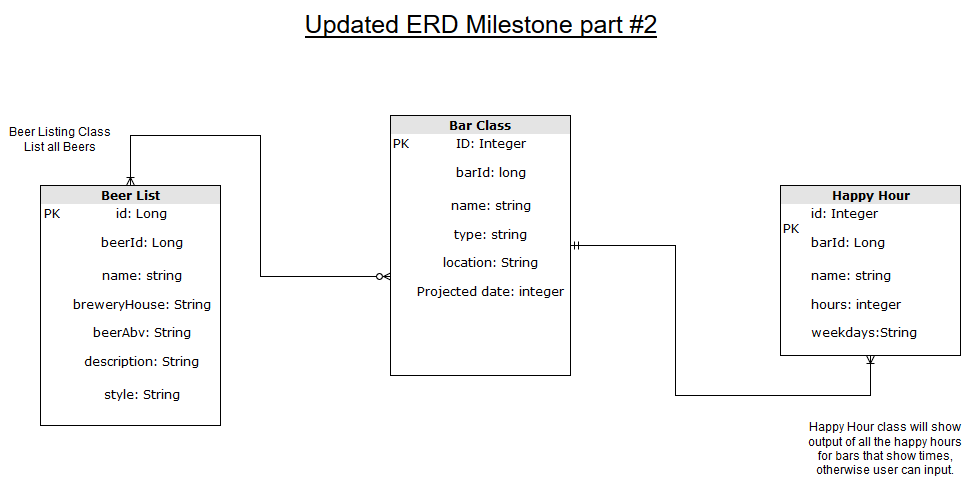 Updated ERD Milestone part #2
Beer Listing Class
List all Beers
Beer List
PK id: Long
beerId: Long
name: string
breweryHouse: String
beerAbv: String
description: String
style: String
Bar Class
PK ID: Integer
barId: long
name: string
type: string
location: String
Projected date: integer
Happy Hour
id: Integer
PK
barId: Long
name: string
hours: integer
weekdays:String
Happy Hour class will show
output of all the happy hours
for bars that show times,
otherwise user can input.